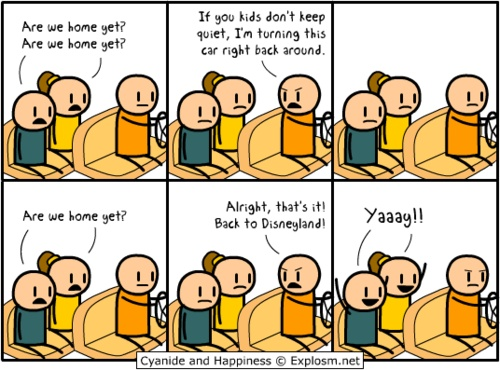 Are we home yet?
Are we home yet?
If you kids don't keep
quiet, I'm turning this
car right back around.
Are we home yet?
Alright, that's it!
Back to Disneyland!
Yaaay!!
Cyanide and Happiness © Explosm.net